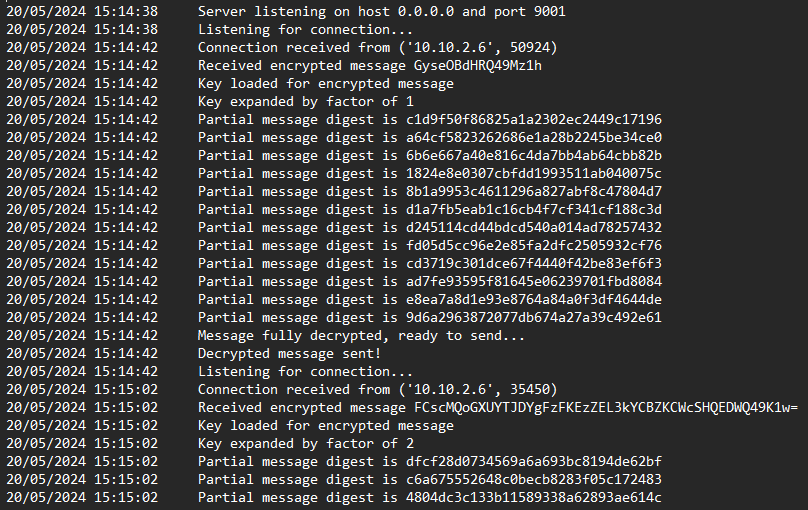 20/05/2024 15:14:38 Server listening on host 0.0.0.0 and port 9001
20/05/2024 15:14:38 Listening for connection...
20/05/2024 15:14:42 Connection received from ('10.10.2.6', 50924)
20/05/2024 15:14:42 Received encrypted message GyseOBdHRQ49Mz1h
20/05/2024 15:14:42 Key loaded for encrypted message
20/05/2024 15:14:42 Key expanded by factor of 1
20/05/2024 15:14:42 Partial message digest is c1d9f50f86825a1a2302ec2449c17196
20/05/2024 15:14:42 Partial message digest is a64cf5823262686e1a28b2245be34ce0
20/05/2024 15:14:42 Partial message digest is 6b6e667a40e816c4da7bb4ab64cbb82b
20/05/2024 15:14:42 Partial message digest is 1824e8e0307cbfdd1993511ab040075c
20/05/2024 15:14:42 Partial message digest is 8b1a9953c4611296a827abf8c47804d7
20/05/2024 15:14:42 Partial message digest is d1a7fb5eab1c16cb4f7cf341cf188c3d
20/05/2024 15:14:42 Partial message digest is d245114cd44bdcd540a014ad78257432
20/05/2024 15:14:42 Partial message digest is fd05d5cc96e2e85fa2dfc2505932cf76
20/05/2024 15:14:42 Partial message digest is cd3719c301dce67f4440f42be83ef6f3
20/05/2024 15:14:42 Partial message digest is ad7fe93595f81645e06239701fbd8084
20/05/2024 15:14:42 Partial message digest is e8ea7a8d1e93e8764a84a0f3df4644de
20/05/2024 15:14:42 Partial message digest is 9d6a2963872077db674a27a39c492e61
20/05/2024 15:14:42 Message fully decrypted, ready to send...
20/05/2024 15:14:42 Decrypted message sent!
20/05/2024 15:14:42 Listening for connection...
20/05/2024 15:15:02 Connection received from ('10.10.2.6', 35450)
20/05/2024 15:15:02 Received encrypted message FCscMQoGXUYTJDYgFzFKEzZEL3kYCBZKCWcSHQEDWQ49K1w=
20/05/2024 15:15:02 Key loaded for encrypted message
20/05/2024 15:15:02 Key expanded by factor of 2
20/05/2024 15:15:02 Partial message digest is dfcf28d0734569a6a693bc8194de62bf
20/05/2024 15:15:02 Partial message digest is c6a675552648c0becb8283f05c172483
20/05/2024 15:15:02 Partial message digest is 4804dc3c133b11589338a62893ae614c